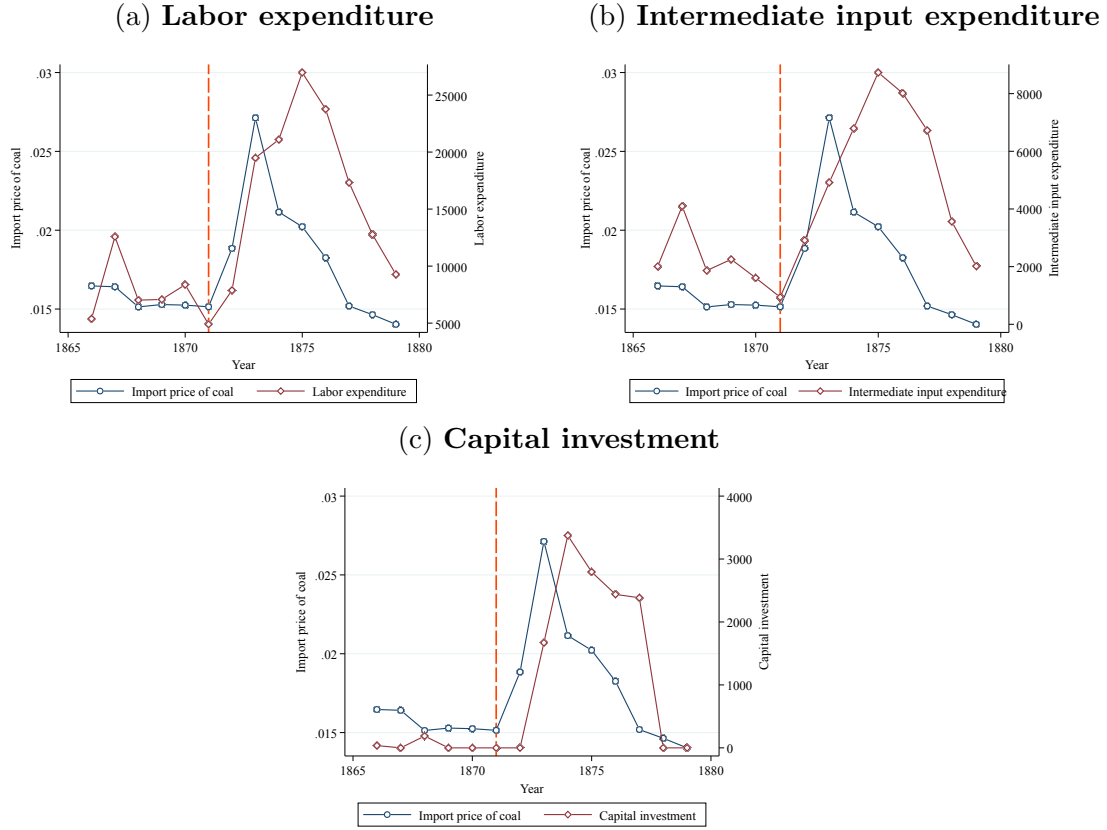 (a) Labor expenditure
(b) Intermediate input expenditure
.03
.025
.02
.015
Import price of coal
25000
20000
15000
10000
5000
Labor expenditure
1865 1870 1875 1880
Year
Import price of coal Labor expenditure
.03
.025
.02
.015
Import price of coal
8000
6000
4000
2000
0
Intermediate input expenditure
1865 1870 1875 1880
Year
Import price of coal Intermediate input expenditure
(c) Capital investment
.03
.025
.02
.015
Import price of coal
4000
3000
2000
1000
0
Capital investment
1865 1870 1875 1880
Year
Import price of coal Capital investment